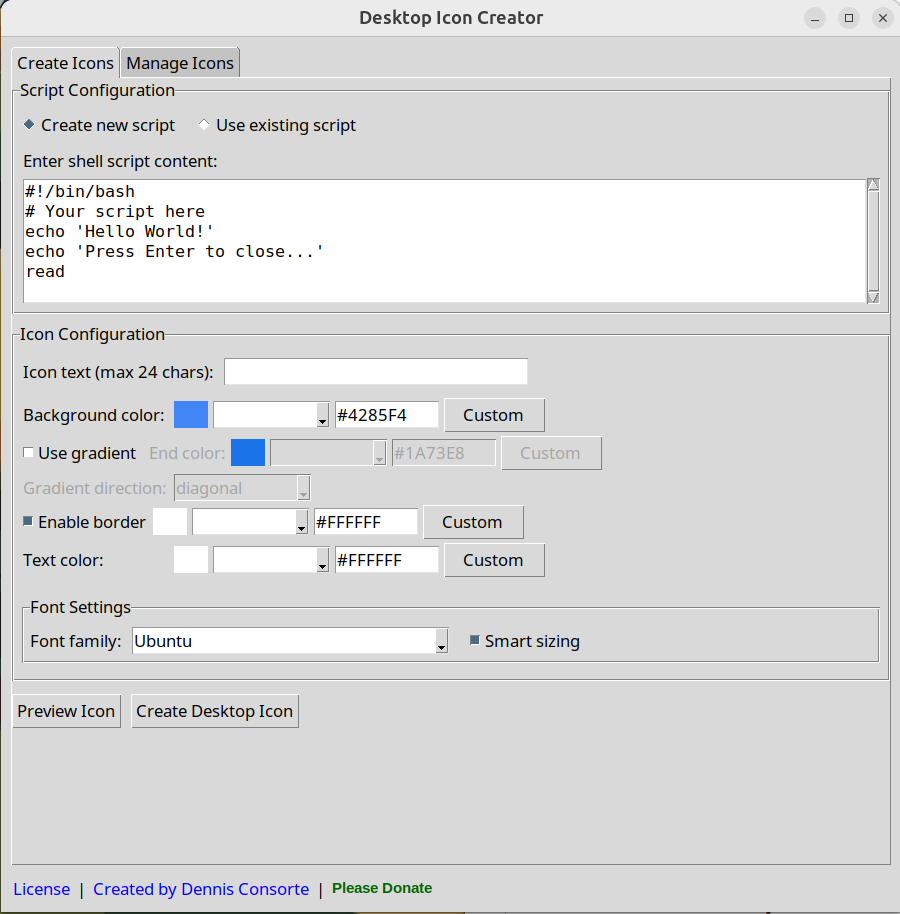 Desktop Icon Creator
Create Icons Manage Icons
Script Configuration
Create new script Use existing script
Enter shell script content:
#!/bin/bash
# Your script here
echo 'Hello World!'
echo 'Press Enter to close...'
read
Icon Configuration
Icon text (max 24 chars):
Background color: #4285F4 Custom
Use gradient End color: #1A73E8 Custom
Gradient direction: diagonal
Enable border #FFFFFF Custom
Text color: #FFFFFF Custom
Font Settings
Font family: Ubuntu Smart sizing
Preview Icon Create Desktop Icon
License | Created by Dennis Consorte | Please Donate